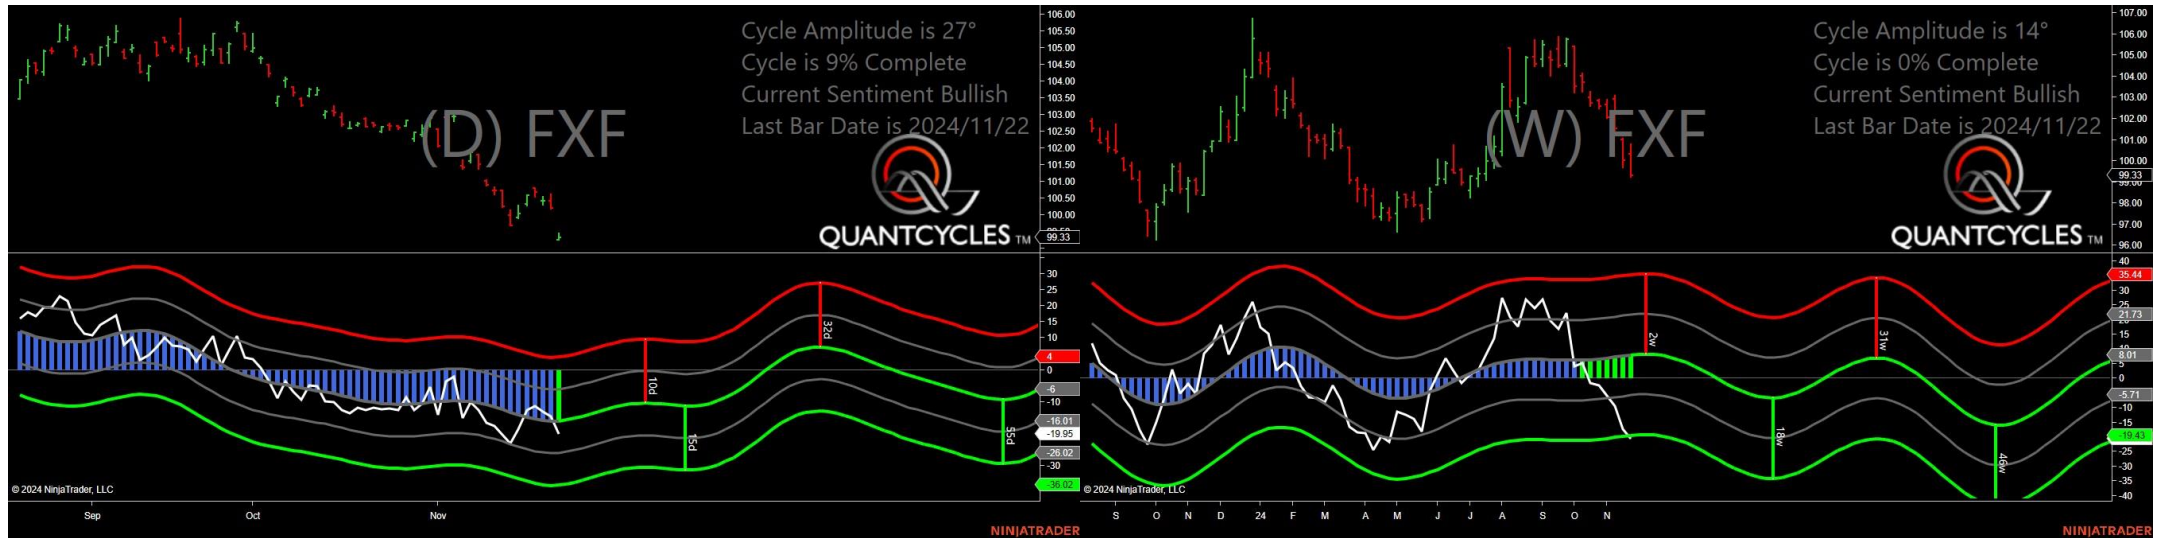 Cycle Amplitude is 27°
Cycle is 9% Complete
Current Sentiment Bullish
Last Bar Date is 2024/11/22
(D) FXF
QUANTCYCLES TM
106.00
105.50
105.00
104.50
104.00
103.50
103.00
102.50
102.00
101.50
101.00
100.50
100.00
99.33
30
25
20
15
10
4
0
-6
-10
-16.01
-19.95
-26.02
-30
-36.02
10d
15d
32d
55d
© 2024 NinjaTrader, LLC
Sep
Oct
Nov
NINJATRADER
Cycle Amplitude is 14°
Cycle is 0% Complete
Current Sentiment Bullish
Last Bar Date is 2024/11/22
(W) FXF
QUANTCYCLES TM
107.00
106.00
105.00
104.00
103.00
102.00
101.00
100.00
99.33
99.00
98.00
97.00
96.00
40
35.44
30
21.73
15
8.01
5
0
-5.71
-10
-15
-19.43
-25
-30
-35
-40
2w
18w
31w
46w
© 2024 NinjaTrader, LLC
S O N D 24 F M A M J J A S O N
NINJATRADER